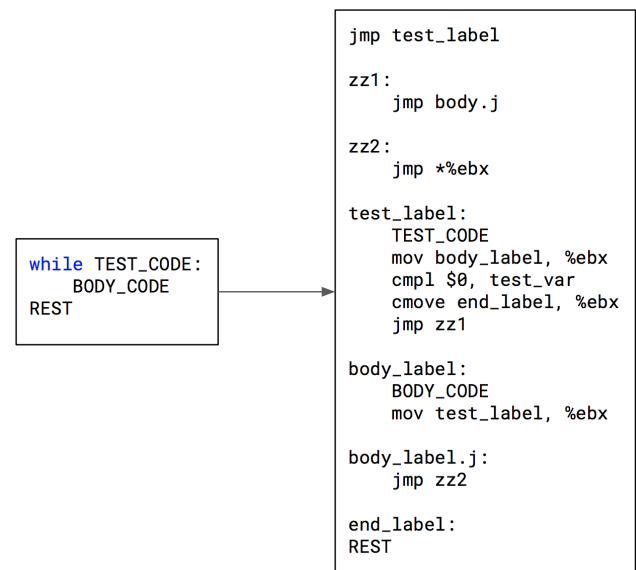 while TEST_CODE:
    BODY_CODE
REST
jmp test_label
zz1:
    jmp body.j
zz2:
    jmp *%ebx
test_label:
    TEST_CODE
    mov body_label, %ebx
    cmpl $0, test_var
    cmove end_label, %ebx
    jmp zz1
body_label:
    BODY_CODE
    mov test_label, %ebx
body_label.j:
    jmp zz2
end_label:
REST